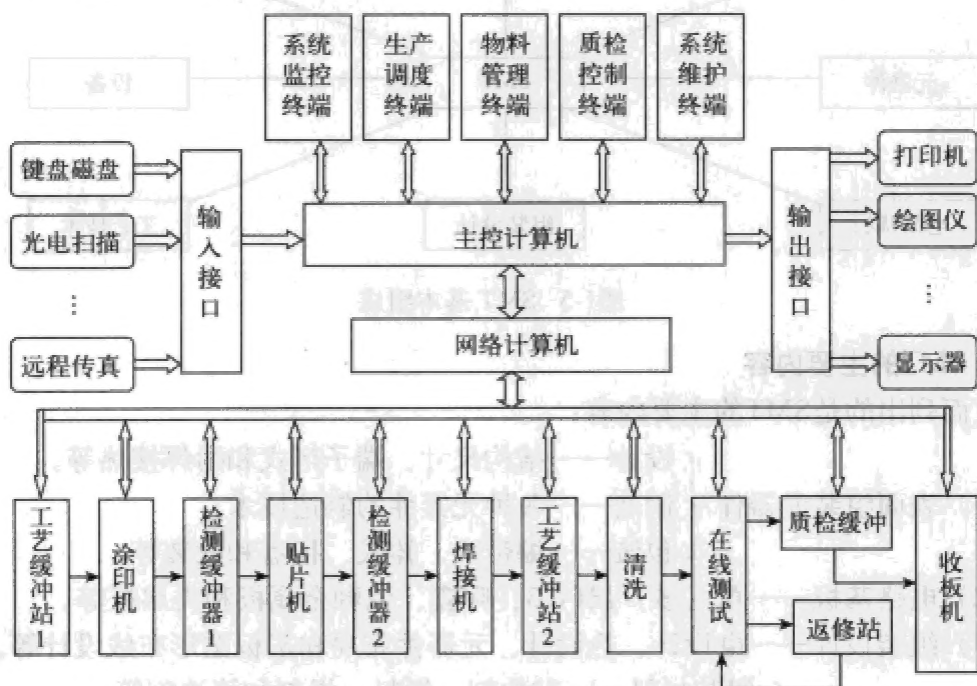 系统
监控
终端
生产
调度
终端
物料
管理
终端
质检
控制
终端
系统
维护
终端
键盘磁盘
光电扫描
⋮
远程传真
输入接口
主控计算机
网络计算机
输出接口
打印机
绘图仪
⋮
显示器
工艺缓冲站1
涂印机
检测缓冲器1
贴片机
检测缓冲器2
焊接机
工艺缓冲站2
清洗
在线测试
质检缓冲
返修站
收板机